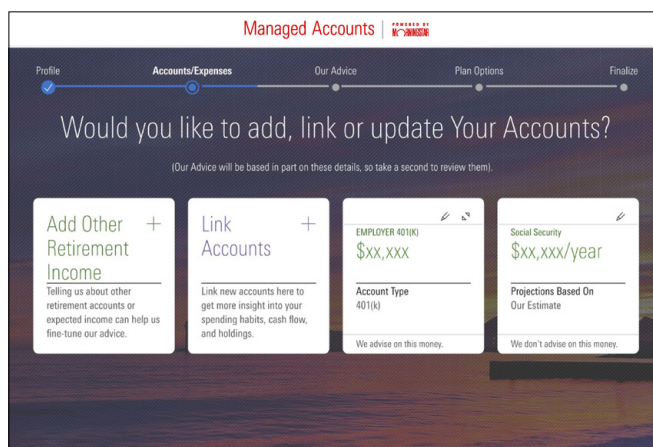 Managed Accounts
POWERED BY
MORNINGSTAR
Profile
Accounts/Expenses
Our Advice
Plan Options
Finalize
Would you like to add, link or update Your Accounts?
(Our Advice will be based in part on these details, so take a second to review them).
Add Other
Retirement
Income
Telling us about other
retirement accounts or
expected income can help us
fine-tune our advice.
Link
Accounts
Link new accounts here to
get more insight into your
spending habits, cash flow,
and holdings.
EMPLOYER 401(K)
$xx,xxx
Account Type
401(k)
We advise on this money.
Social Security
$xx,xxx/year
Projections Based On
Our Estimate
We don't advise on this money.